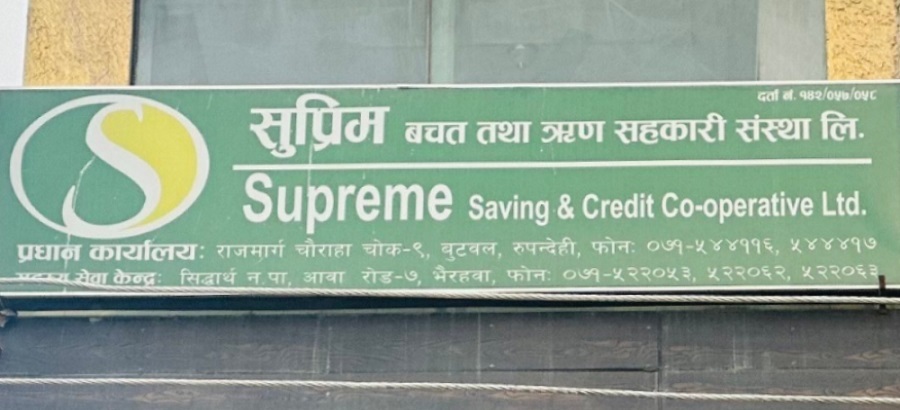 दर्ता नं. १४२/०५७/०५८
सुप्रिम बचत तथा ऋण सहकारी संस्था लि.
Supreme Saving & Credit Co-operative Ltd.
प्रधान कार्यालय: राजमार्ग चौराहा चोक-९, बुटवल, रुपन्देही, फोन: ०७१-५४४११६, ५४४४१७
सेवा केन्द्र: सिद्धार्थ न.पा, आवा रोड-७, भैरहवा, फोन: ०७१-५२२०५३, ५२२०६२, ५२२०६३